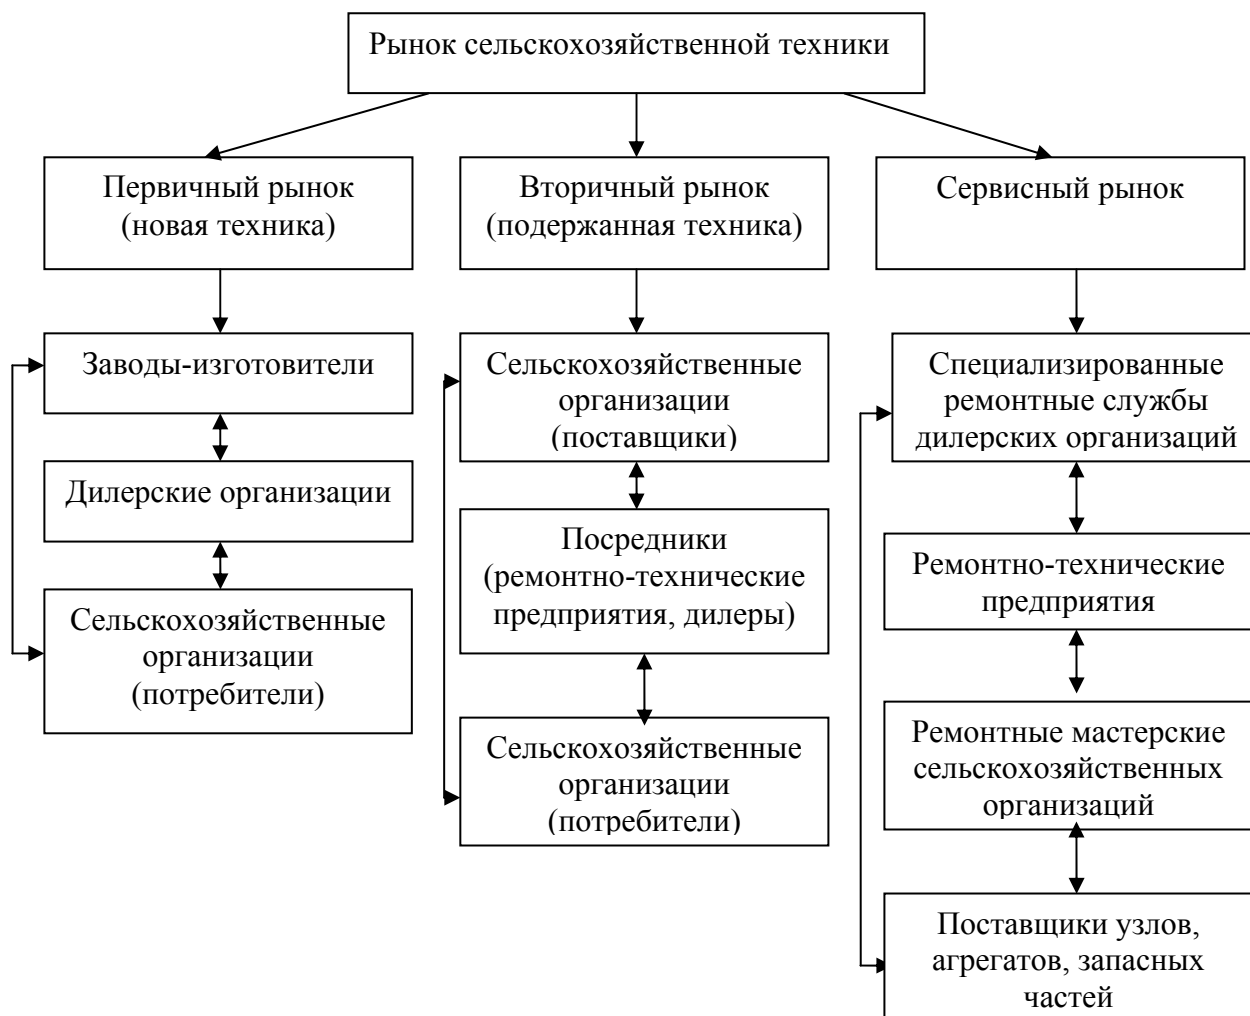 Рынок сельскохозяйственной техники
Первичный рынок
(новая техника)
Вторичный рынок
(подержанная техника)
Сервисный рынок
Заводы-изготовители
Дилерские организации
Сельскохозяйственные
организации
(потребители)
Сельскохозяйственные
организации
(поставщики)
Посредники
(ремонтно-технические
предприятия, дилеры)
Сельскохозяйственные
организации
(потребители)
Специализированные
ремонтные службы
дилерских организаций
Ремонтно-технические
предприятия
Ремонтные мастерские
сельскохозяйственных
организаций
Поставщики узлов,
агрегатов, запасных
частей